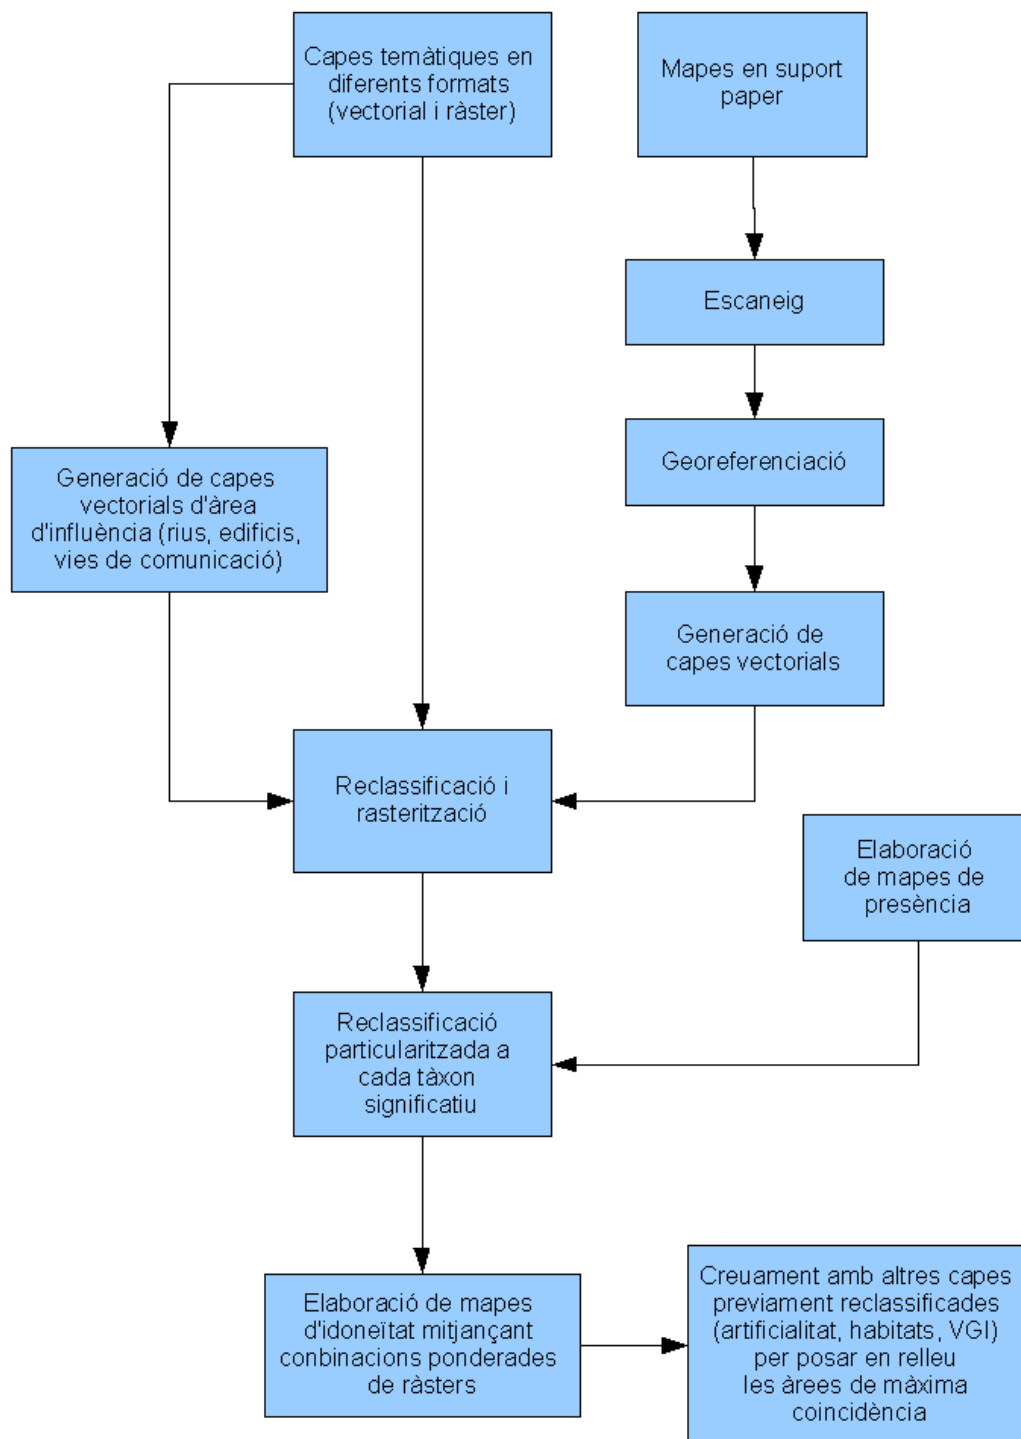 Capes temàtiques en
diferents formats
(vectorial i ràster)
Mapes en suport
paper
Escaneig
Georeferenciació
Generació de capes
vectorials d'àrea
d'influència (rius, edificis,
vies de comunicació)
Generació de
capes vectorials
Reclassificació i
rasterització
Elaboració
de mapes de
presència
Reclassificació
particularitzada a
cada tàxon
significatiu
Elaboració de mapes
d'idoneïtat mitjançant
conbinacions ponderades
de ràsters
Creuament amb altres capes
previament reclassificades
(artificialitat, habitats, VGI)
per posar en relleu
les àrees de màxima
coincidència